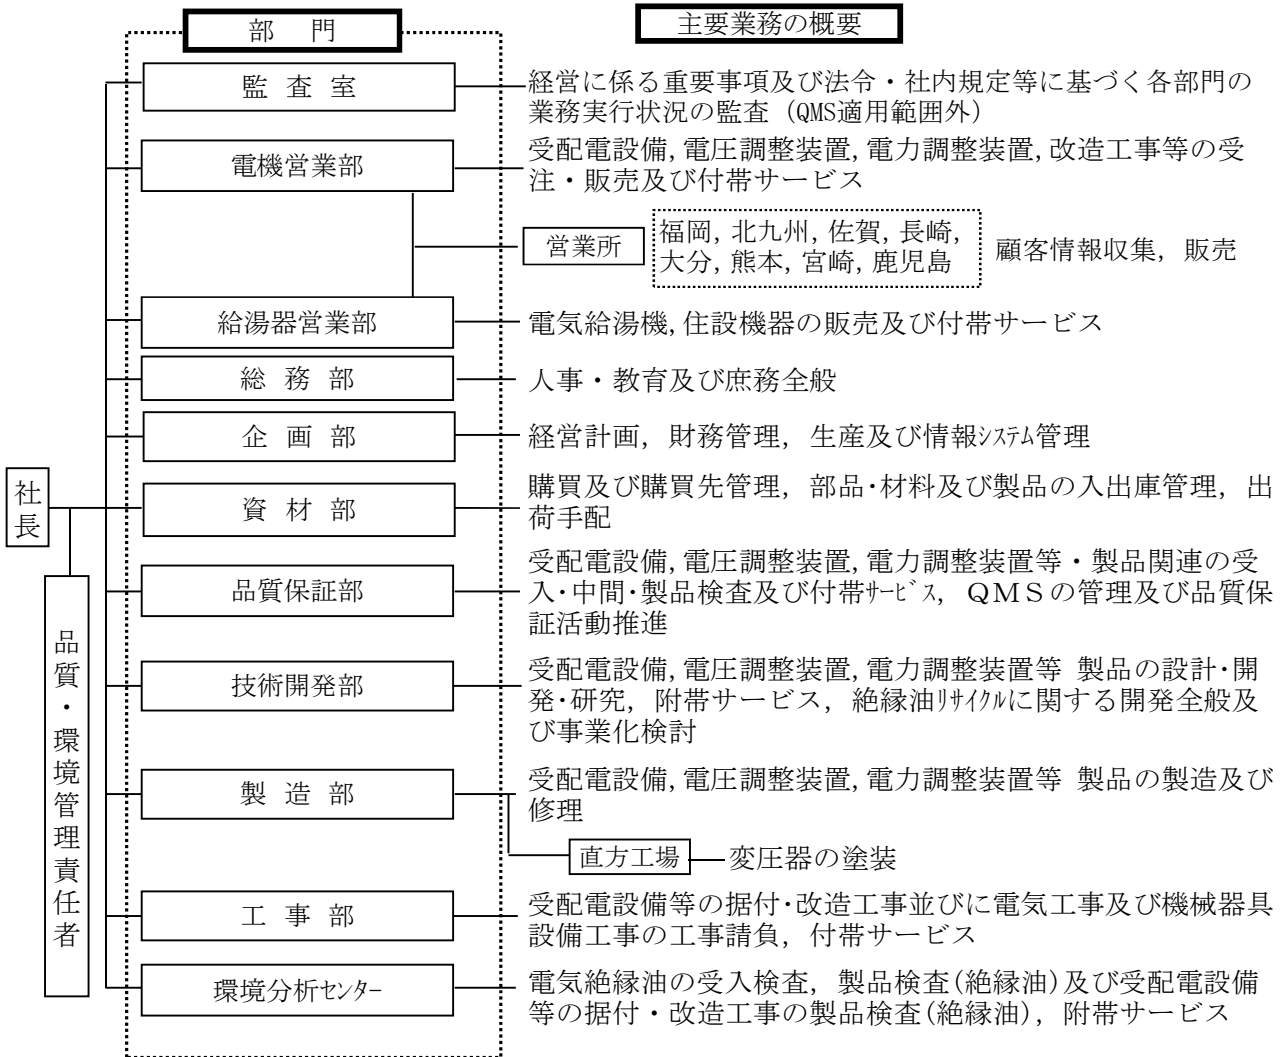 部 門
主要業務の概要
監 査 室
経営に係る重要事項及び法令・社内規定等に基づく各部門の
業務実行状況の監査 (QMS適用範囲外)
電機営業部
受配電設備,電圧調整装置,電力調整装置,改造工事等の受
注・販売及び付帯サービス
営業所
福岡,北九州,佐賀,長崎,
大分,熊本,宮崎,鹿児島
顧客情報収集, 販売
給湯器営業部
電気給湯機,住設機器の販売及び付帯サービス
総 務 部
人事・教育及び庶務全般
企 画 部
経営計画, 財務管理, 生産及び情報ｼｽﾃﾑ管理
社長
資 材 部
購買及び購買先管理, 部品･材料及び製品の入出庫管理, 出
荷手配
品質保証部
受配電設備,電圧調整装置,電力調整装置等・製品関連の受
入･中間･製品検査及び付帯ｻｰﾋﾞｽ, ＱＭＳの管理及び品質保
証活動推進
品質・環境管理責任者
技術開発部
受配電設備,電圧調整装置,電力調整装置等 製品の設計･開
発･研究, 附帯サービス, 絶縁油ﾘｻｲｸﾙに関する開発全般及
び事業化検討
製 造 部
受配電設備,電圧調整装置,電力調整装置等 製品の製造及び
修理
直方工場
変圧器の塗装
工 事 部
受配電設備等の据付･改造工事並びに電気工事及び機械器具
設備工事の工事請負, 付帯サービス
環境分析ｾﾝﾀｰ
電気絶縁油の受入検査, 製品検査(絶縁油)及び受配電設備
等の据付・改造工事の製品検査(絶縁油), 附帯サービス